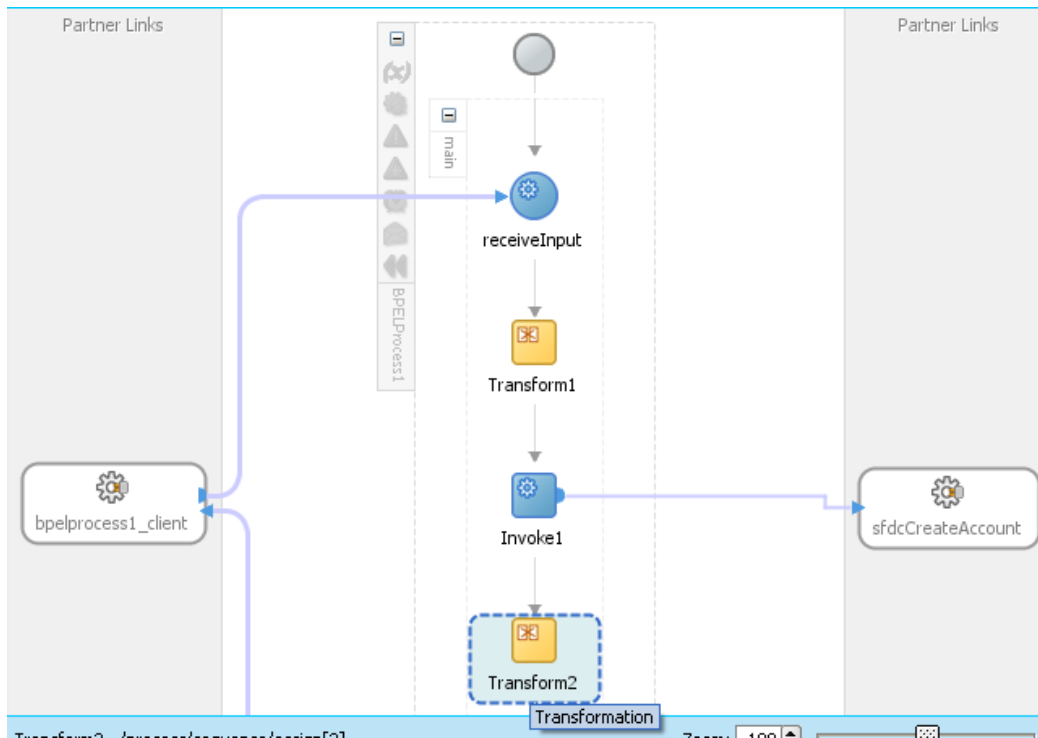 Partner Links
Partner Links
main
receiveInput
BPELProcess1
Transform1
bpelprocess1_client
Invoke1
sfdcCreateAccount
Transform2
Transformation